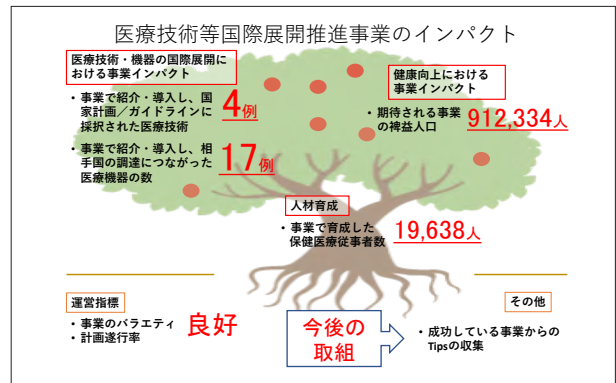 医療技術等国際展開推進事業のインパクト
医療技術・機器の国際展開に
おける事業インパクト
• 事業で紹介・導入し、国
家計画/ガイドラインに
採択された医療技術
4例
• 事業で紹介・導入し、相
手国の調達につながった
医療機器の数
17例
健康向上における
事業インパクト
• 期待される事業
の裨益人口
912,334人
人材育成
• 事業で育成した
保健医療従事者数
19,638人
運営指標
• 事業のバラエティ
• 計画遂行率
良好
今後の
取組
その他
• 成功している事業からの
Tipsの収集